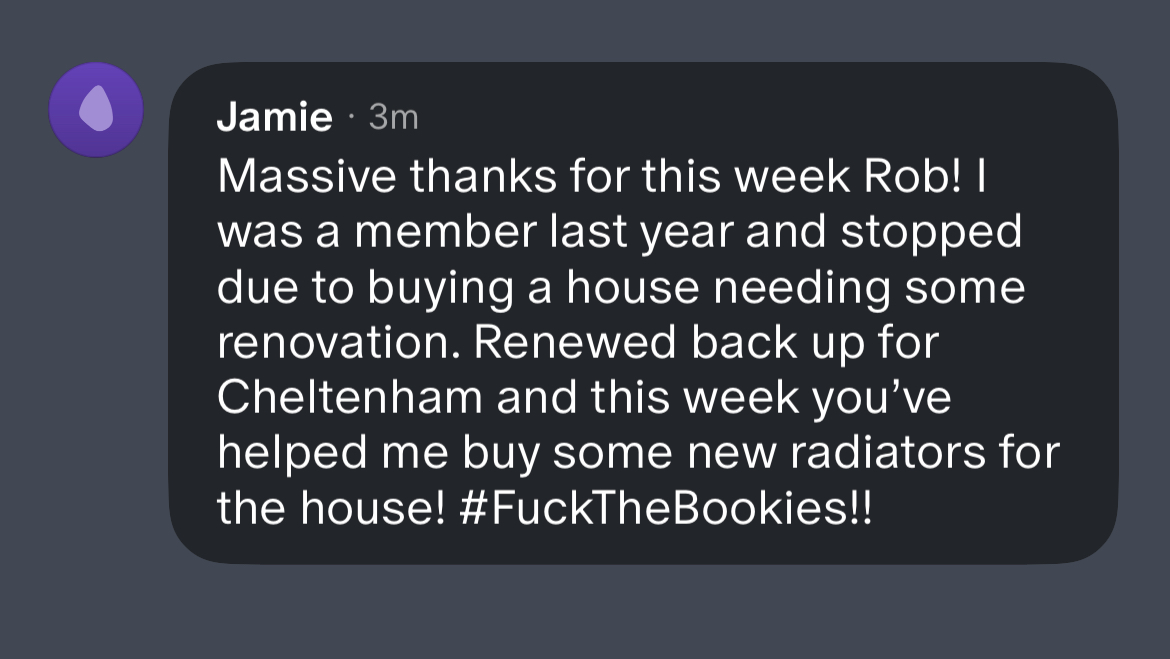 Jamie · 3m
Massive thanks for this week Rob! I
was a member last year and stopped
due to buying a house needing some
renovation. Renewed back up for
Cheltenham and this week you’ve
helped me buy some new radiators for
the house! #FuckTheBookies!!